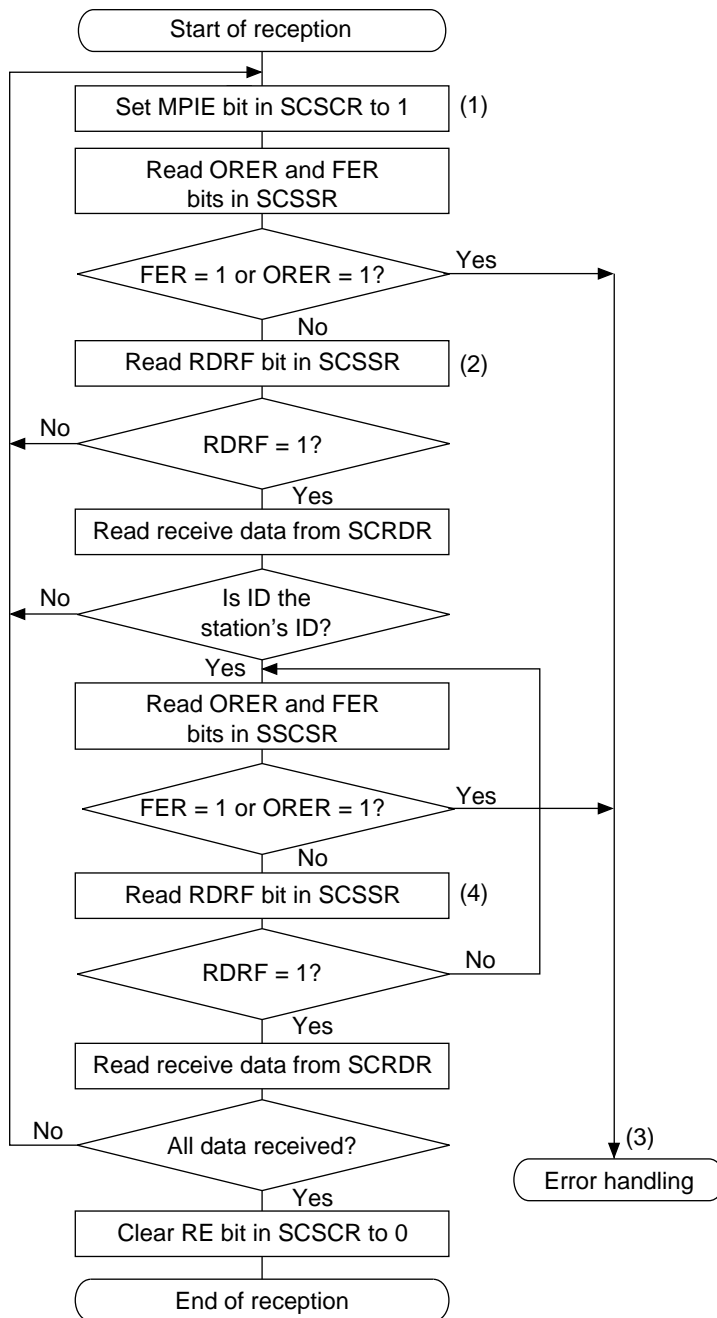 Start of reception
Set MPIE bit in SCSCR to 1
(1)
Read ORER and FER
bits in SCSSR
FER = 1 or ORER = 1?
Yes
No
Read RDRF bit in SCSSR
(2)
No
RDRF = 1?
Yes
Read receive data from SCRDR
No
Is ID the
station's ID?
Yes
Read ORER and FER
bits in SSCSR
FER = 1 or ORER = 1?
Yes
No
Read RDRF bit in SCSSR
(4)
RDRF = 1?
No
Yes
Read receive data from SCRDR
No
All data received?
(3)
Error handling
Yes
Clear RE bit in SCSCR to 0
End of reception